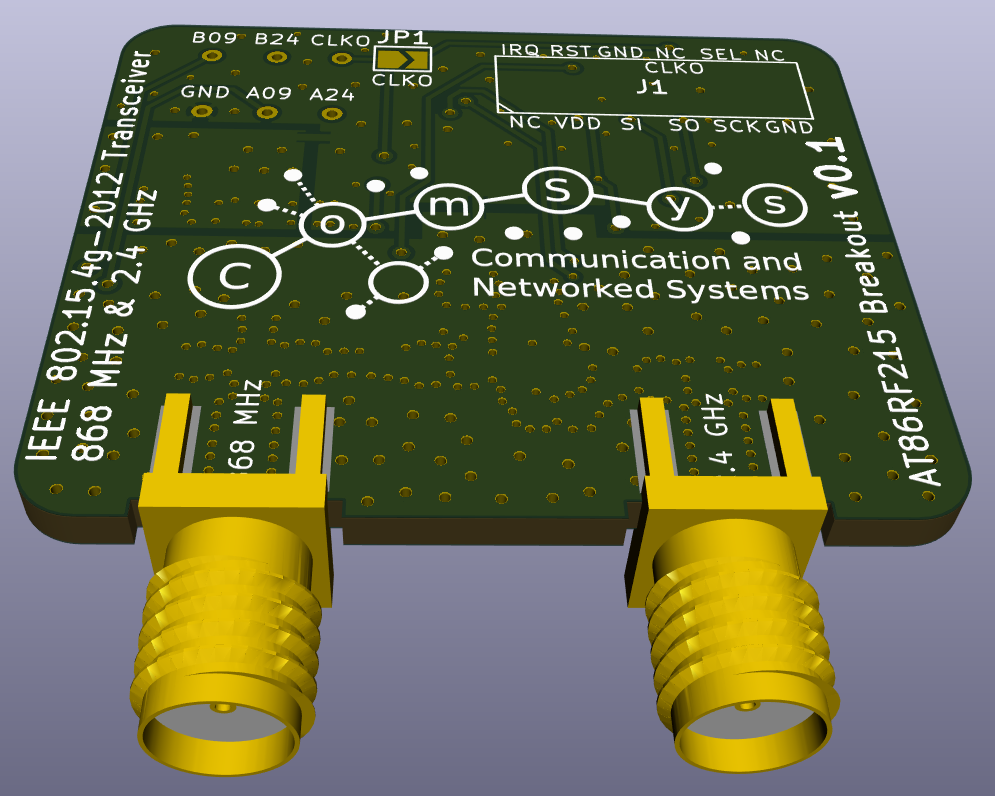 B09 B24 CLKO JP1
CLKO
GND A09 A24
IRQ RST GND NC SEL NC
CLKO
J1
NC VDD SI SO SCK GND
IEEE 802.15.4g-2012 Transceiver
868 MHz & 2.4 GHz
C o m S y s
Communication and
Networked Systems
AT86RF215 Breakout v0.1
68 MHz
.4 GHz